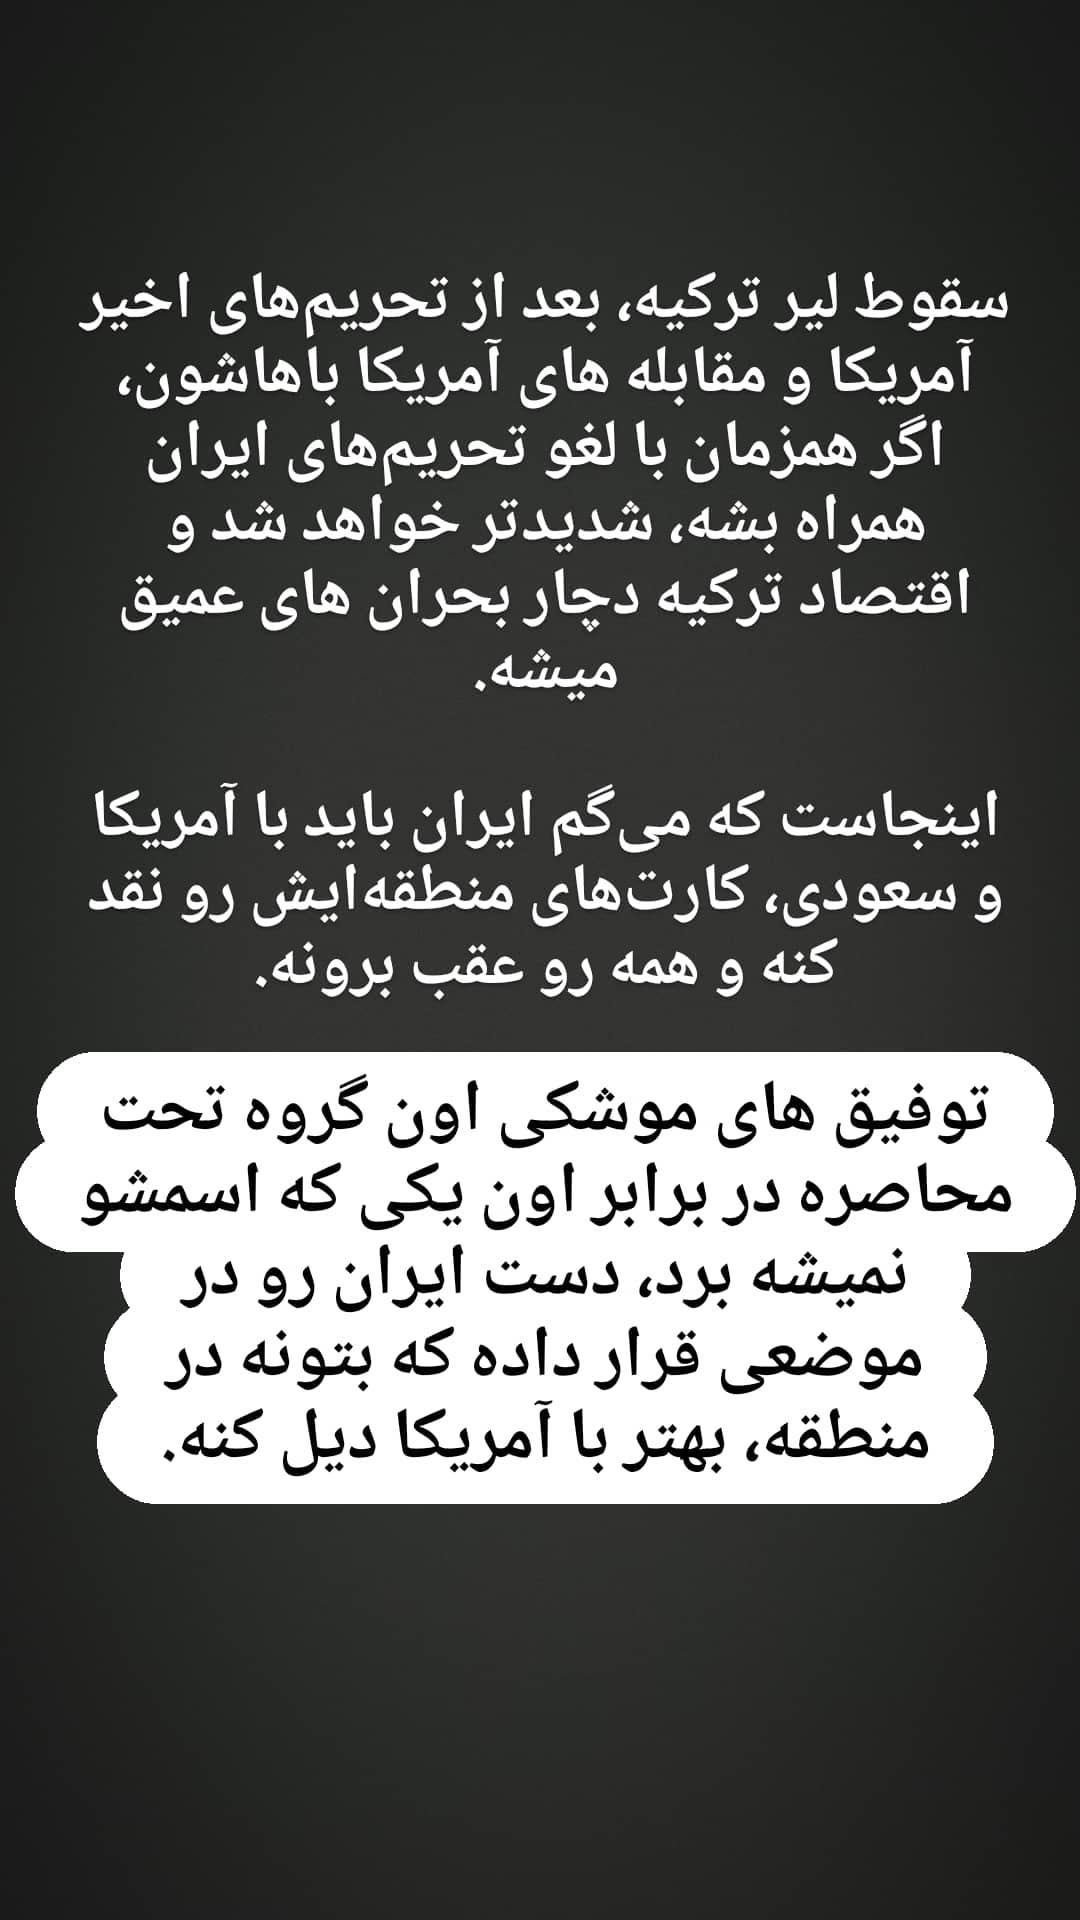 سقوط لیر ترکیه، بعد از تحریم‌های اخیر
آمریکا و مقابله های آمریکا باهاشون،
اگر همزمان با لغو تحریم‌های ایران
همراه بشه، شدیدتر خواهد شد و
اقتصاد ترکیه دچار بحران های عمیق
میشه.
اینجاست که می‌گم ایران باید با آمریکا
و سعودی، کارت‌های منطقه‌ایش رو نقد
کنه و همه رو عقب برونه.
توفیق های موشکی اون گروه تحت
محاصره در برابر اون یکی که اسمشو
نمیشه برد، دست ایران رو در
موضعی قرار داده که بتونه در
منطقه، بهتر با آمریکا دیل کنه.